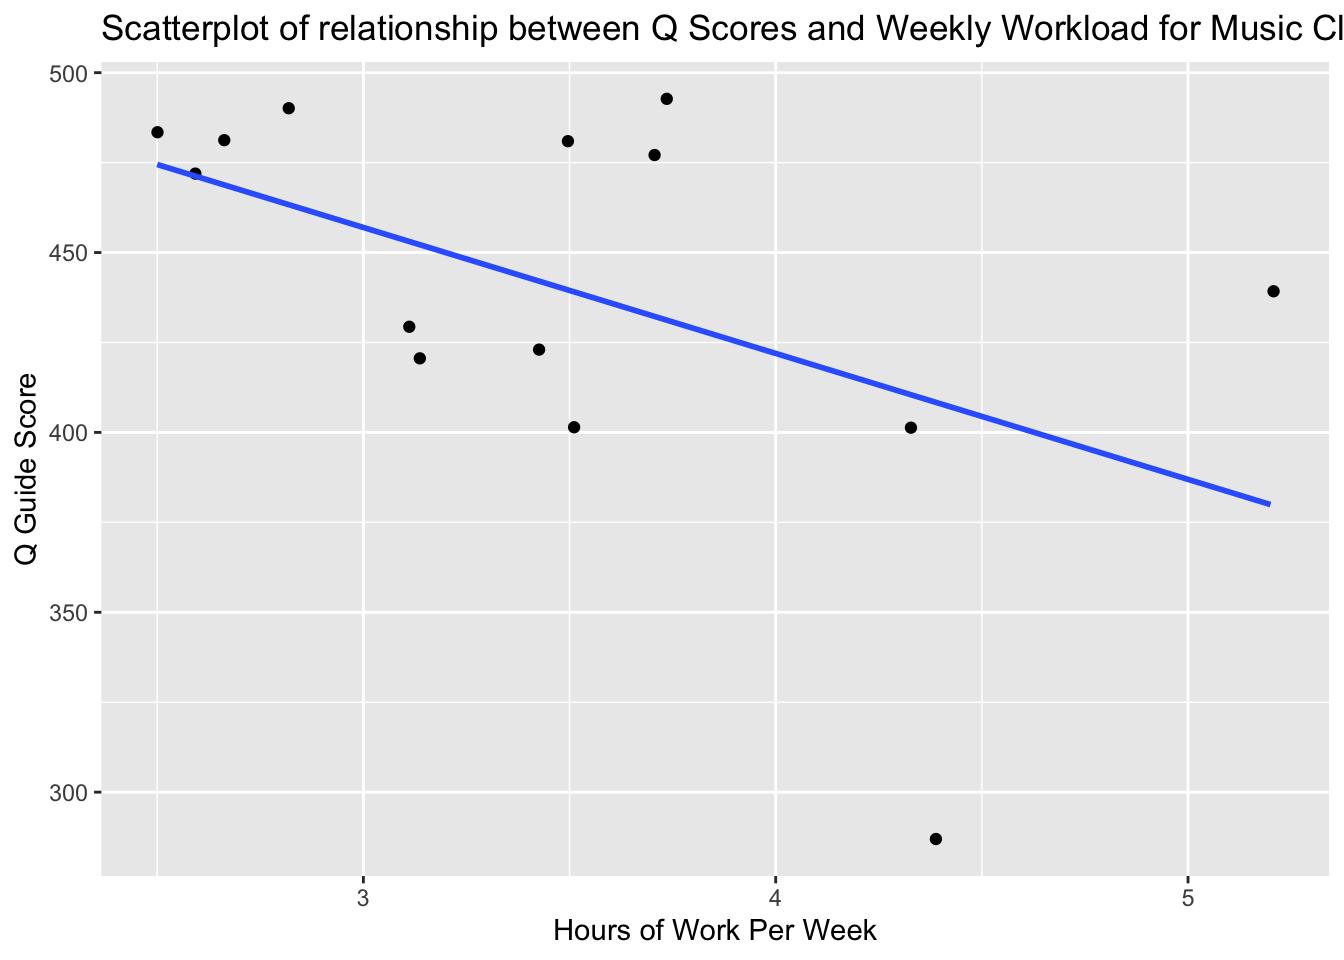 Scatterplot of relationship between Q Scores and Weekly Workload for Music Cl
500
450
400
350
300
Q Guide Score
3 4 5
Hours of Work Per Week